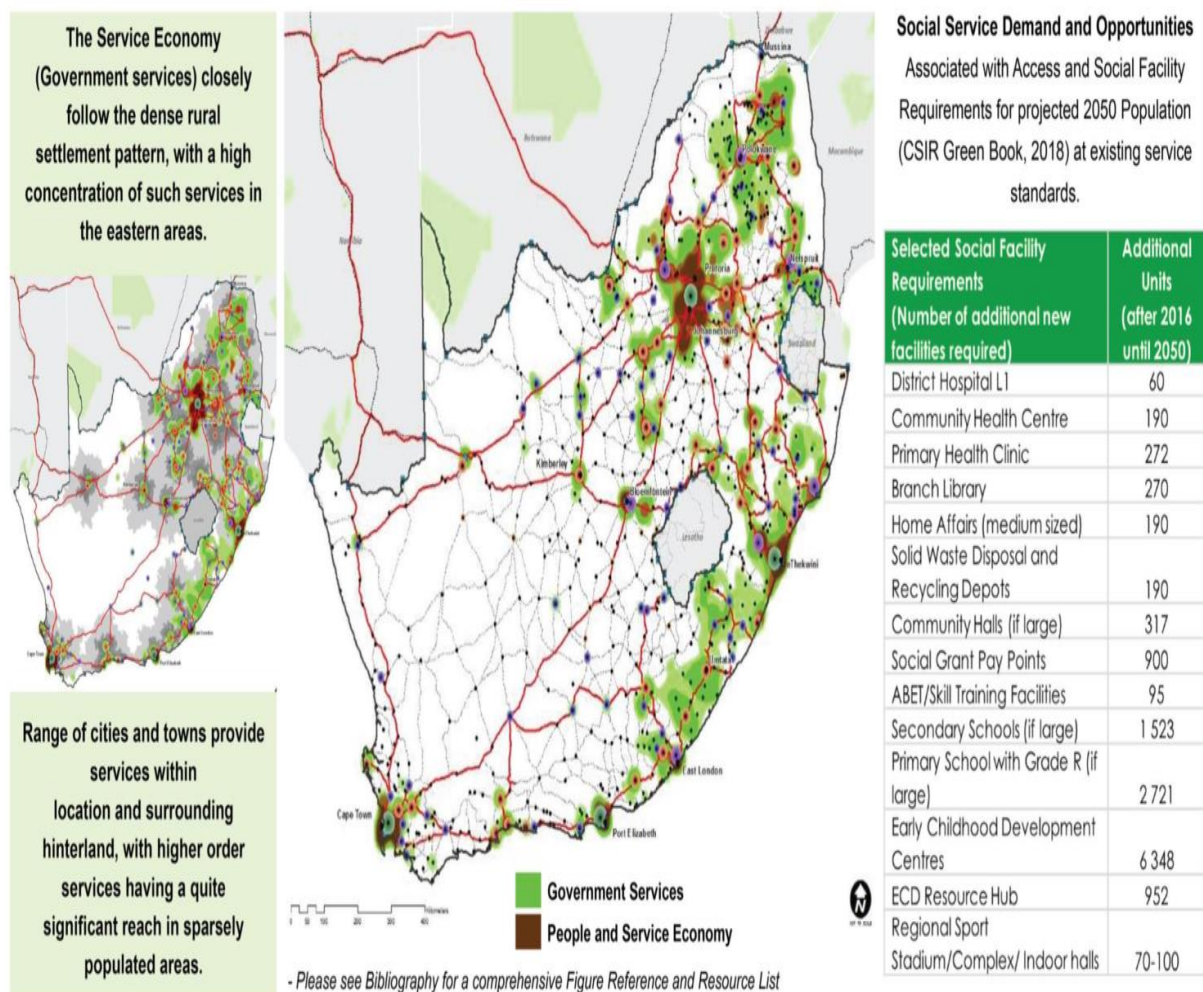 The Service Economy
(Government services) closely
follow the dense rural
settlement pattern, with a high
concentration of such services in
the eastern areas.
Range of cities and towns provide
services within
location and surrounding
hinterland, with higher order
services having a quite
significant reach in sparsely
populated areas.
Mussina
Botswana
Polokwane
Mozambique
Namibia
Nelspruit
Pretoria
Johannesburg
Swaziland
Kimberley
Bloemfontein
Lesotho
eThekwini
Umtata
East London
Cape Town
Port Elizabeth
Government Services
People and Service Economy
- Please see Bibliography for a comprehensive Figure Reference and Resource List
Social Service Demand and Opportunities
Associated with Access and Social Facility
Requirements for projected 2050 Population
(CSIR Green Book, 2018) at existing service
standards.
Selected Social Facility Additional
Requirements Units
(Number of additional new (after 2016
facilities required) until 2050)
District Hospital L1 60
Community Health Centre 190
Primary Health Clinic 272
Branch Library 270
Home Affairs (medium sized) 190
Solid Waste Disposal and
Recycling Depots 190
Community Halls (if large) 317
Social Grant Pay Points 900
ABET/Skill Training Facilities 95
Secondary Schools (if large) 1 523
Primary School with Grade R (if
large) 2 721
Early Childhood Development
Centres 6 348
ECD Resource Hub 952
Regional Sport
Stadium/Complex/ Indoor halls 70-100